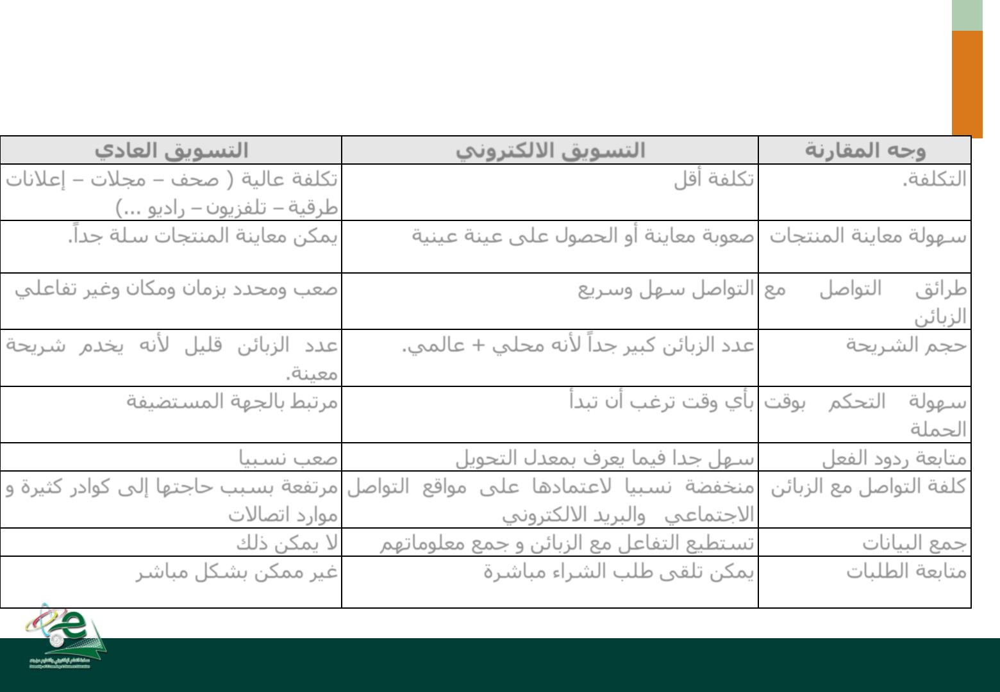 وجه المقارنة التسويق الالكتروني التسويق العادي
التكلفة. تكلفة أقل تكلفة عالية ( صحف – مجلات – إعلانات
طرقية – تلفزيون – راديو ...)
سهولة معاينة المنتجات صعوبة معاينة أو الحصول على عينة عينية يمكن معاينة المنتجات سلة جداً.
طرائق التواصل مع التواصل سهل وسريع صعب ومحدد بزمان ومكان وغير تفاعلي
الزبائن
حجم الشريحة عدد الزبائن كبير جداً لأنه محلي + عالمي. عدد الزبائن قليل لأنه يخدم شريحة
معينة.
سهولة التحكم بوقت بأي وقت ترغب أن تبدأ مرتبط بالجهة المستضيفة
الحملة
متابعة ردود الفعل سهل جدا فيما يعرف بمعدل التحويل صعب نسبيا
كلفة التواصل مع الزبائن منخفضة نسبيا لاعتمادها على مواقع التواصل مرتفعة بسبب حاجتها إلى كوادر كثيرة و
الاجتماعي والبريد الالكتروني موارد اتصالات
جمع البيانات تستطيع التفاعل مع الزبائن و جمع معلوماتهم لا يمكن ذلك
متابعة الطلبات يمكن تلقى طلب الشراء مباشرة غير ممكن بشكل مباشر
e